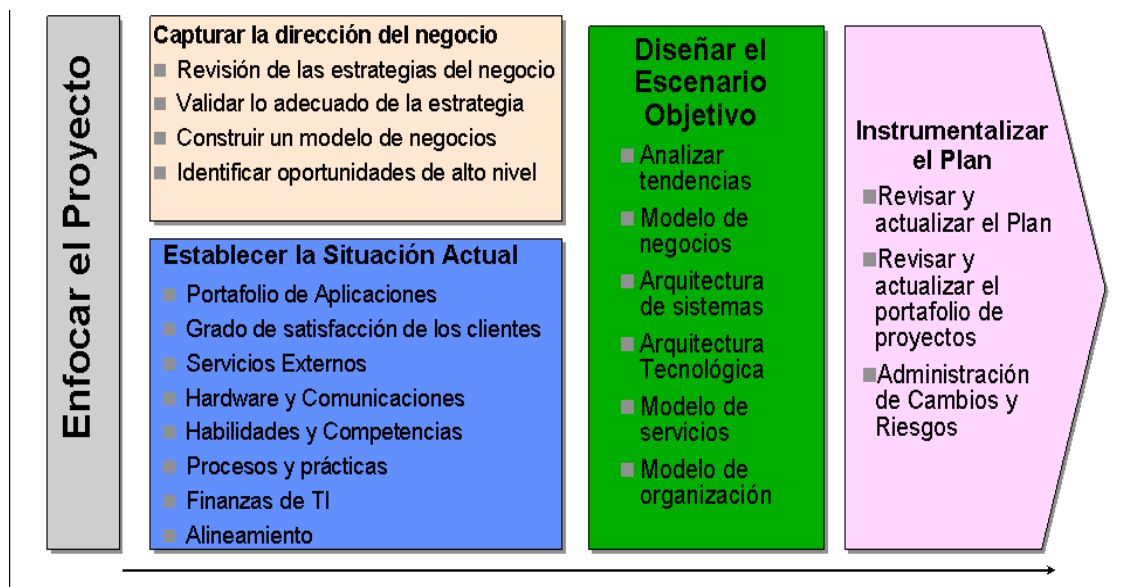 Enfocar el Proyecto
Capturar la dirección del negocio
Revisión de las estrategias del negocio
Validar lo adecuado de la estrategia
Construir un modelo de negocios
Identificar oportunidades de alto nivel
Establecer la Situación Actual
Portafolio de Aplicaciones
Grado de satisfacción de los clientes
Servicios Externos
Hardware y Comunicaciones
Habilidades y Competencias
Procesos y prácticas
Finanzas de TI
Alineamiento
Diseñar el
Escenario
Objetivo
Analizar
tendencias
Modelo de
negocios
Arquitectura
de sistemas
Arquitectura
Tecnológica
Modelo de
servicios
Modelo de
organización
Instrumentalizar
el Plan
Revisar y
actualizar el Plan
Revisar y
actualizar el
portafolio de
proyectos
Administración
de Cambios y
Riesgos